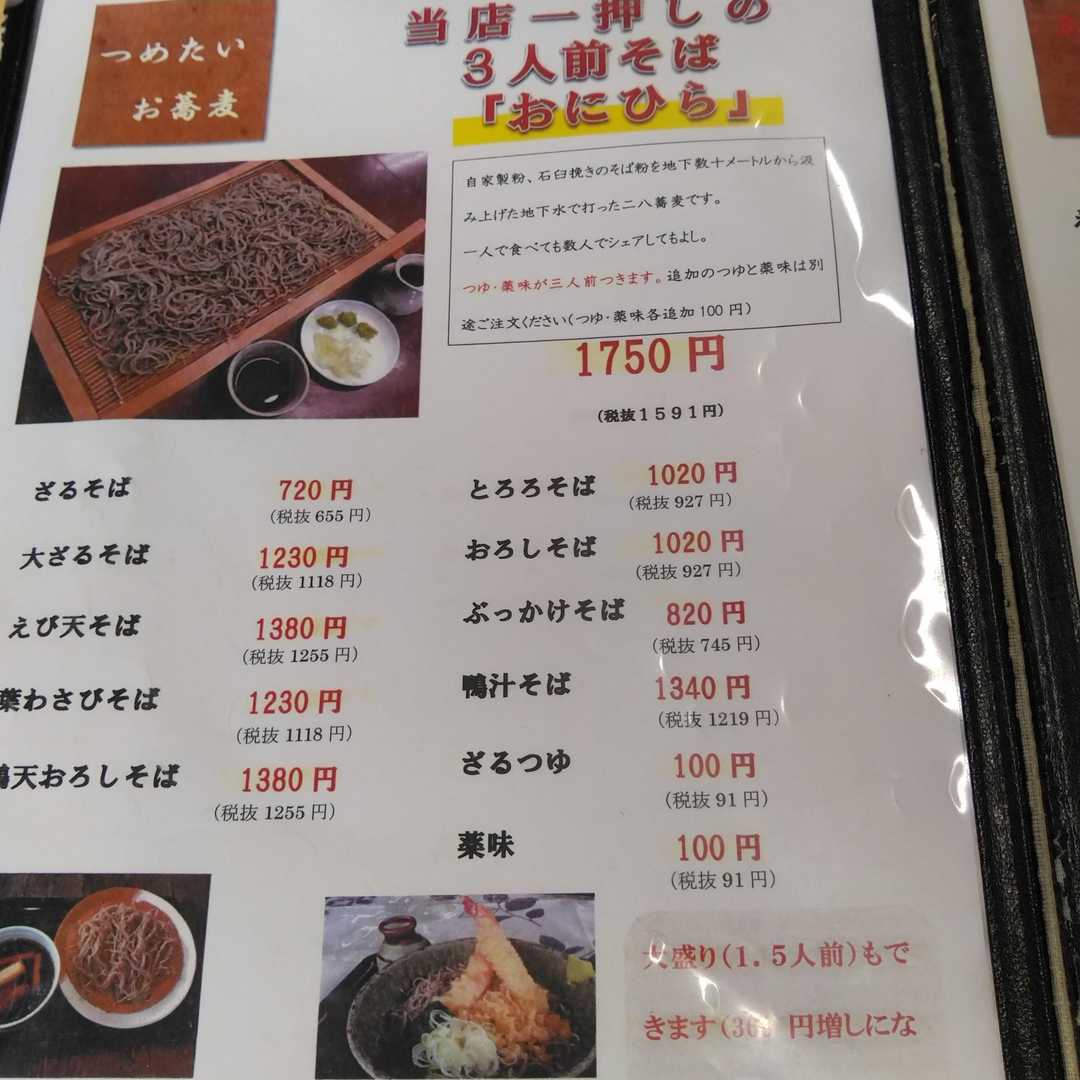 つめたい
お蕎麦
当店一押しの
3人前そば
「おにひら」
自家製粉、石臼挽きのそば粉を地下数十メートルから汲
み上げた地下水で打った二八蕎麦です。
一人で食べても数人でシェアしてもよし。
つゆ・薬味が三人前つきます。追加のつゆと薬味は別
途ご注文ください(つゆ・薬味各追加100円)
1750円
(税抜1591円)
ざるそば 720円
(税抜655円)
大ざるそば 1230円
(税抜1118円)
えび天そば 1380円
(税抜1255円)
葉わさびそば 1230円
(税抜1118円)
天おろしそば 1380円
(税抜1255円)
とろろそば 1020円
(税抜927円)
おろしそば 1020円
(税抜927円)
ぶっかけそば 820円
(税抜745円)
鴨汁そば 1340円
(税抜1219円)
ざるつゆ 100円
(税抜91円)
薬味 100円
(税抜91円)
大盛り(1.5人前)もで
きます( 円増しにな